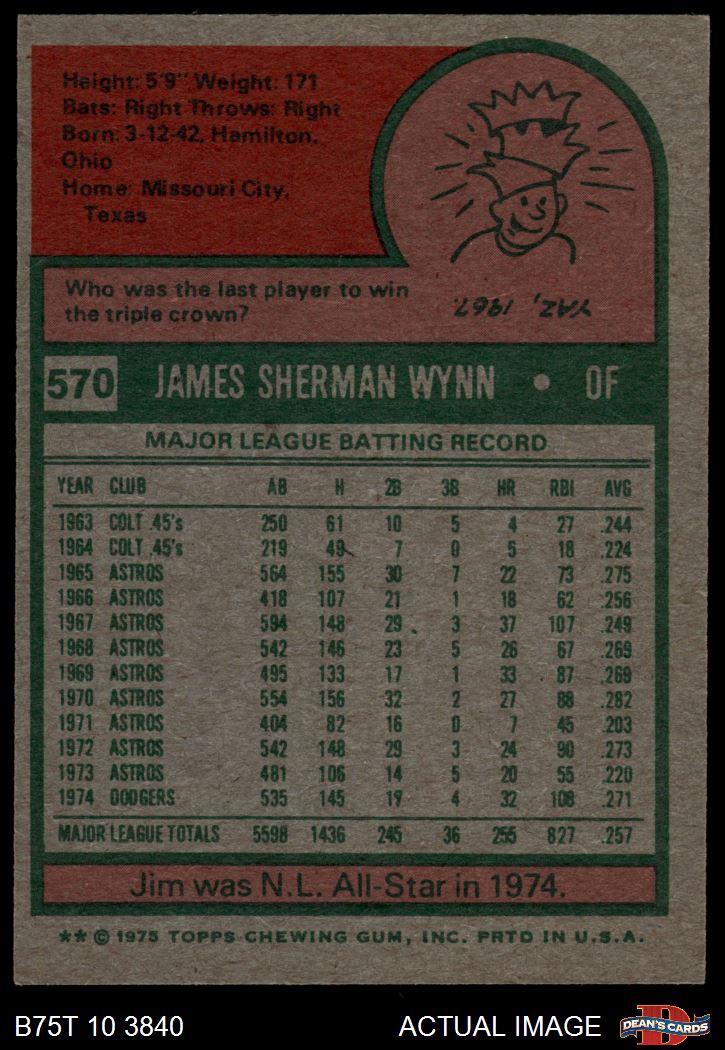 Height: 5'9" Weight: 171
Bats: Right Throws: Right
Born: 3-12-42, Hamilton,
Ohio
Home: Missouri City,
Texas
Who was the last player to win
the triple crown?
YAZ, 1967.
570 JAMES SHERMAN WYNN • OF
MAJOR LEAGUE BATTING RECORD
YEAR CLUB AB H 2B 3B HR RBI AVG
1963 COLT .45's 250 61 10 5 4 27 .244
1964 COLT .45's 219 49 7 0 5 18 .224
1965 ASTROS 564 155 30 7 22 73 .275
1966 ASTROS 418 107 21 1 18 62 .256
1967 ASTROS 594 148 29 3 37 107 .249
1968 ASTROS 542 146 23 5 26 67 .269
1969 ASTROS 495 133 17 1 33 87 .269
1970 ASTROS 554 156 32 2 27 88 .282
1971 ASTROS 404 82 16 0 7 45 .203
1972 ASTROS 542 148 29 3 24 90 .273
1973 ASTROS 481 106 14 5 20 55 .220
1974 DODGERS 535 145 17 4 32 108 .271
MAJOR LEAGUE TOTALS 5598 1436 245 36 255 827 .257
Jim was N.L. All-Star in 1974.
** © 1975 TOPPS CHEWING GUM, INC. PRTD IN U.S.A.
B75T 10 3840 ACTUAL IMAGE DEAN'S CARDS